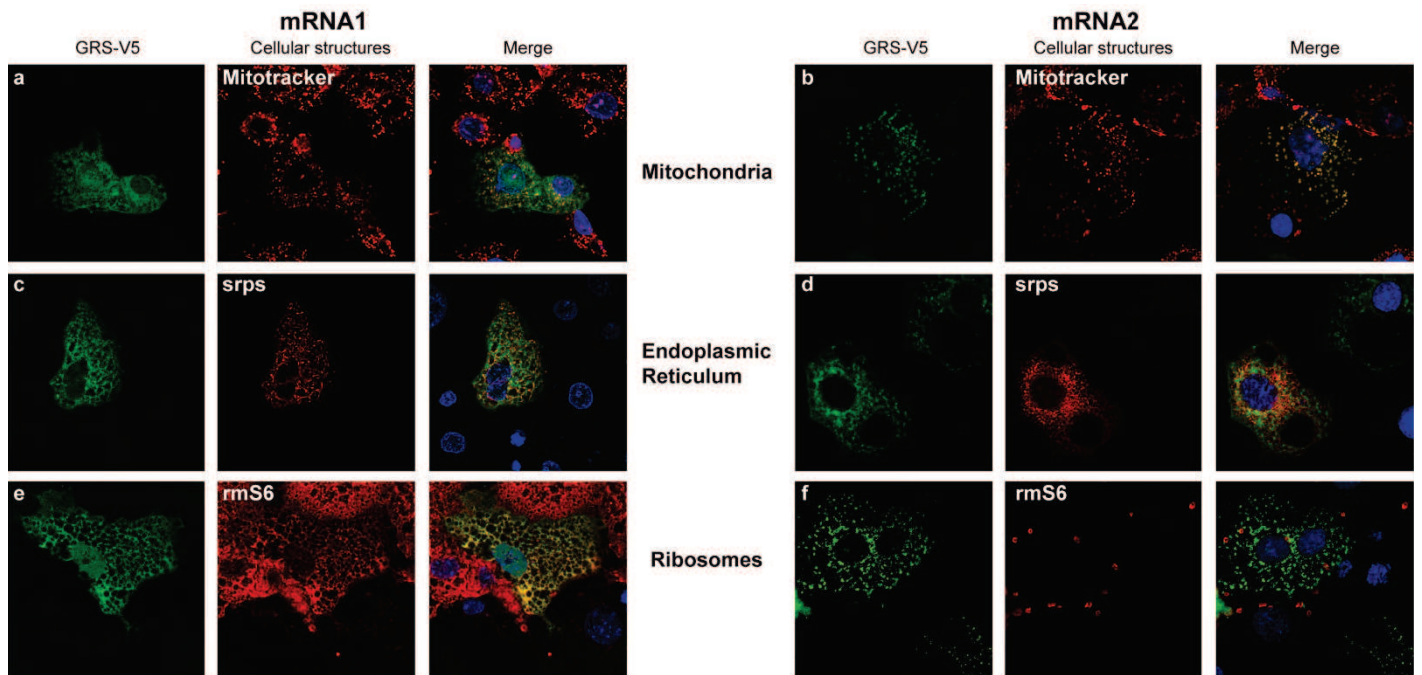 mRNA1
mRNA2
GRS-V5 Cellular structures Merge
GRS-V5 Cellular structures Merge
a Mitotracker
Mitochondria
b Mitotracker
c srps
Endoplasmic
Reticulum
d srps
e rmS6
Ribosomes
f rmS6